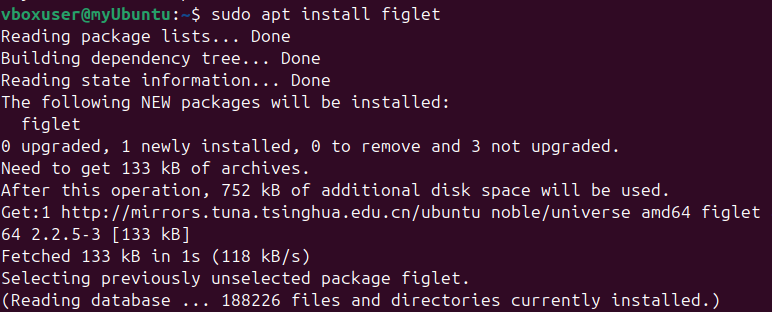 vboxuser@myUbuntu:~$ sudo apt install figlet
Reading package lists... Done
Building dependency tree... Done
Reading state information... Done
The following NEW packages will be installed:
  figlet
0 upgraded, 1 newly installed, 0 to remove and 3 not upgraded.
Need to get 133 kB of archives.
After this operation, 752 kB of additional disk space will be used.
Get:1 http://mirrors.tuna.tsinghua.edu.cn/ubuntu noble/universe amd64 figlet
64 2.2.5-3 [133 kB]
Fetched 133 kB in 1s (118 kB/s)
Selecting previously unselected package figlet.
(Reading database ... 188226 files and directories currently installed.)